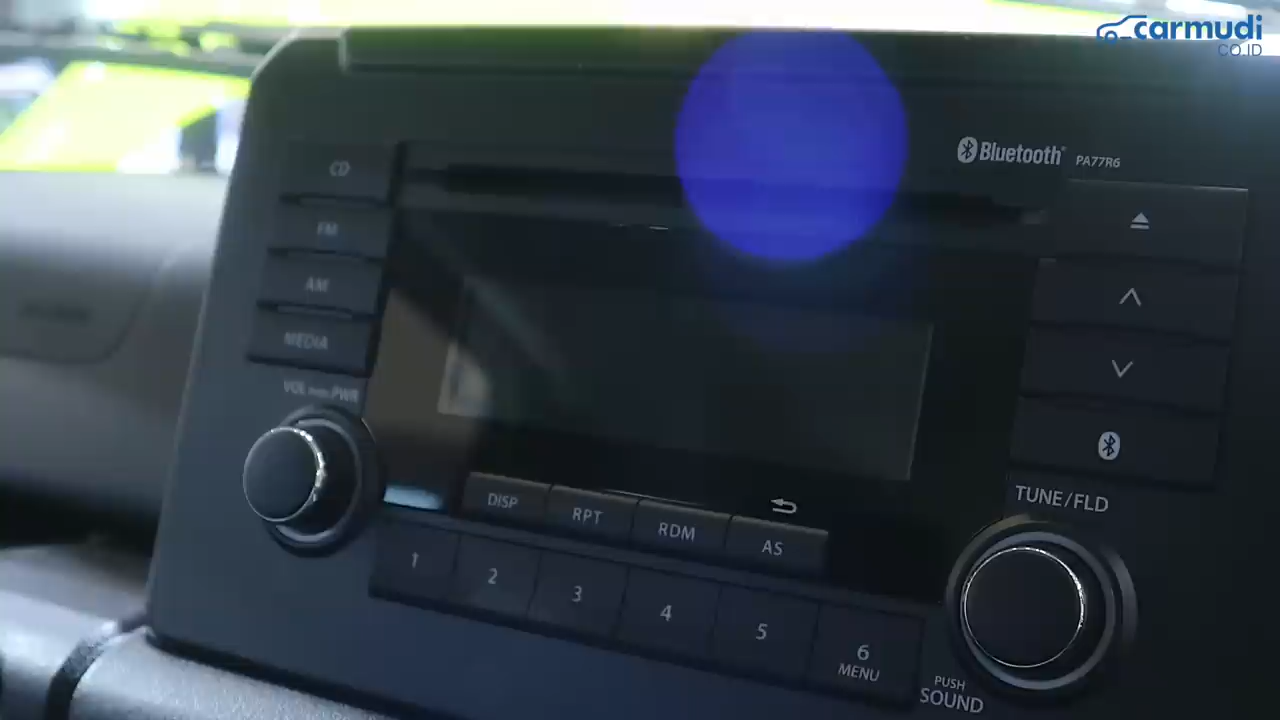 carmudi
CO.ID
Bluetooth PA77R6
CD
FM
AM
MEDIA
VOL PUSH PWR
DISP
RPT
RDM
AS
1
2
3
4
5
6
MENU
TUNE/FLD
PUSH
SOUND